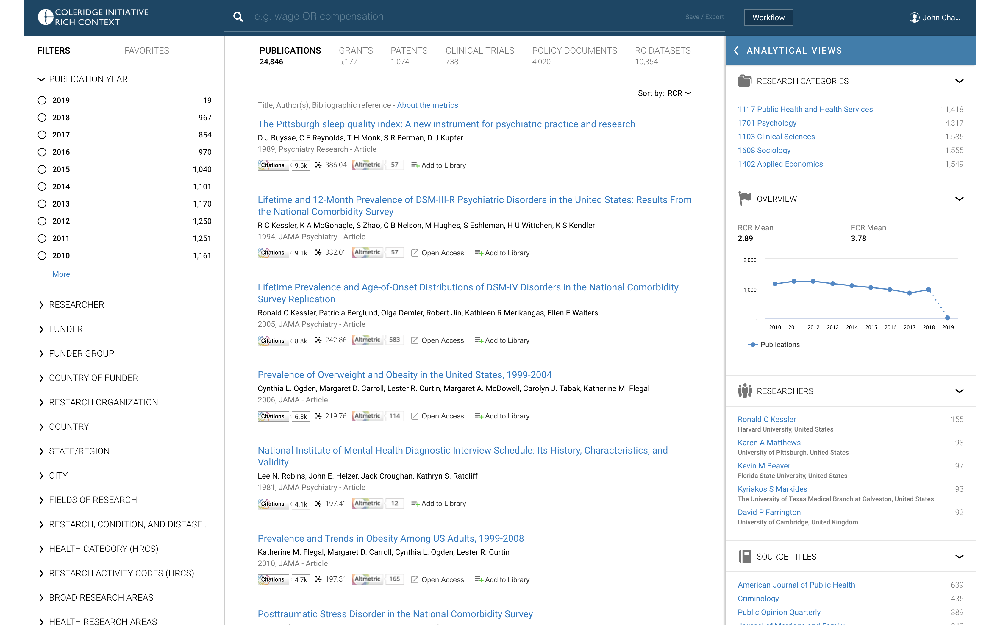 COLERIDGE INITIATIVE
RICH CONTEXT
e.g. wage OR compensation
Save / Export
Workflow
John Cha...
FILTERS
FAVORITES
PUBLICATION YEAR
2019 19
2018 967
2017 854
2016 970
2015 1,040
2014 1,101
2013 1,170
2012 1,250
2011 1,251
2010 1,161
More
RESEARCHER
FUNDER
FUNDER GROUP
COUNTRY OF FUNDER
RESEARCH ORGANIZATION
COUNTRY
STATE/REGION
CITY
FIELDS OF RESEARCH
RESEARCH, CONDITION, AND DISEASE ...
HEALTH CATEGORY (HRCS)
RESEARCH ACTIVITY CODES (HRCS)
BROAD RESEARCH AREAS
HEALTH RESEARCH AREAS
PUBLICATIONS GRANTS PATENTS CLINICAL TRIALS POLICY DOCUMENTS RC DATASETS
24,846 5,177 1,074 738 4,020 10,354
Sort by: RCR
Title, Author(s), Bibliographic reference - About the metrics
The Pittsburgh sleep quality index: A new instrument for psychiatric practice and research
D J Buysse, C F Reynolds, T H Monk, S R Berman, D J Kupfer
1989, Psychiatry Research - Article
Citations 9.6k 386.04 Altmetric 57 Add to Library
Lifetime and 12-Month Prevalence of DSM-III-R Psychiatric Disorders in the United States: Results From
the National Comorbidity Survey
R C Kessler, K A McGonagle, S Zhao, C B Nelson, M Hughes, S Eshleman, H U Wittchen, K S Kendler
1994, JAMA Psychiatry - Article
Citations 9.1k 332.01 Altmetric 57 Open Access Add to Library
Lifetime Prevalence and Age-of-Onset Distributions of DSM-IV Disorders in the National Comorbidity
Survey Replication
Ronald C Kessler, Patricia Berglund, Olga Demler, Robert Jin, Kathleen R Merikangas, Ellen E Walters
2005, JAMA Psychiatry - Article
Citations 8.8k 242.86 Altmetric 583 Open Access Add to Library
Prevalence of Overweight and Obesity in the United States, 1999-2004
Cynthia L. Ogden, Margaret D. Carroll, Lester R. Curtin, Margaret A. McDowell, Carolyn J. Tabak, Katherine M. Flegal
2006, JAMA - Article
Citations 6.8k 219.76 Altmetric 114 Open Access Add to Library
National Institute of Mental Health Diagnostic Interview Schedule: Its History, Characteristics, and
Validity
Lee N. Robins, John E. Helzer, Jack Croughan, Kathryn S. Ratcliff
1981, JAMA Psychiatry - Article
Citations 4.1k 197.41 Altmetric 12 Add to Library
Prevalence and Trends in Obesity Among US Adults, 1999-2008
Katherine M. Flegal, Margaret D. Carroll, Cynthia L. Ogden, Lester R. Curtin
2010, JAMA - Article
Citations 4.7k 197.31 Altmetric 165 Open Access Add to Library
Posttraumatic Stress Disorder in the National Comorbidity Survey
ANALYTICAL VIEWS
RESEARCH CATEGORIES
1117 Public Health and Health Services 11,418
1701 Psychology 4,317
1103 Clinical Sciences 1,585
1608 Sociology 1,555
1402 Applied Economics 1,549
OVERVIEW
RCR Mean FCR Mean
2.89 3.78
2,000
1,000
0
2010 2011 2012 2013 2014 2015 2016 2017 2018 2019
Publications
RESEARCHERS
Ronald C Kessler 155
Harvard University, United States
Karen A Matthews 98
University of Pittsburgh, United States
Kevin M Beaver 97
Florida State University, United States
Kyriakos S Markides 93
The University of Texas Medical Branch at Galveston, United States
David P Farrington 92
University of Cambridge, United Kingdom
SOURCE TITLES
American Journal of Public Health 639
Criminology 435
Public Opinion Quarterly 389